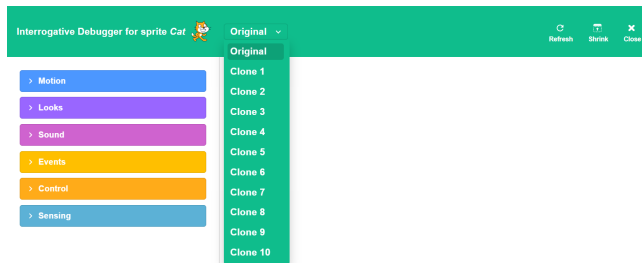 Interrogative Debugger for sprite Cat
Original
Refresh
Shrink
Close
Original
Clone 1
Clone 2
Clone 3
Clone 4
Clone 5
Clone 6
Clone 7
Clone 8
Clone 9
Clone 10
Motion
Looks
Sound
Events
Control
Sensing